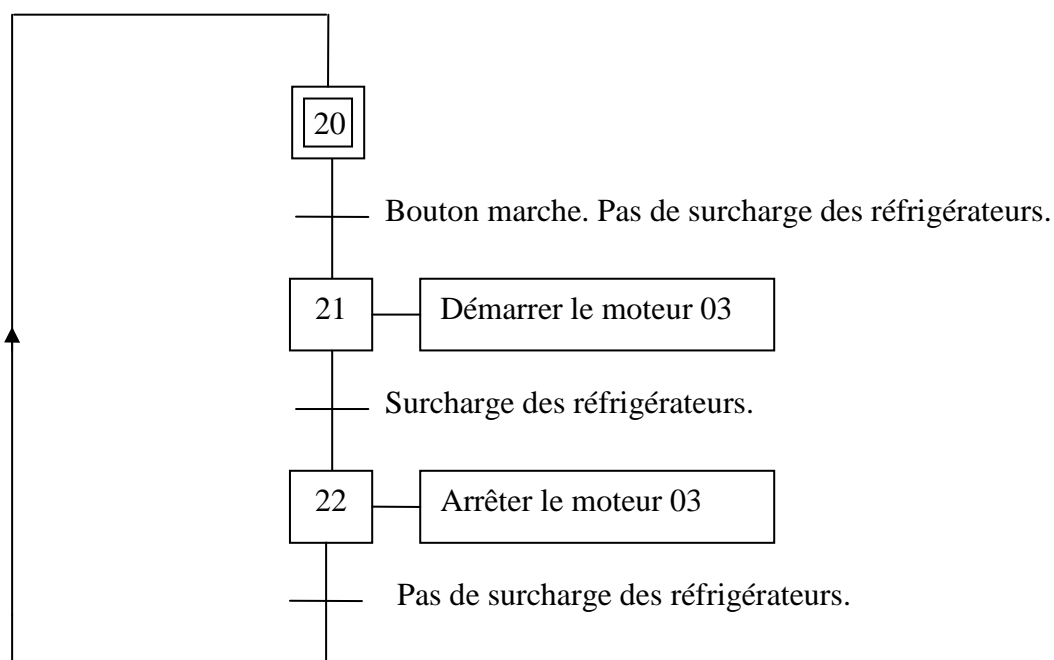 20
Bouton marche. Pas de surcharge des réfrigérateurs.
21
Démarrer le moteur 03
Surcharge des réfrigérateurs.
22
Arrêter le moteur 03
Pas de surcharge des réfrigérateurs.